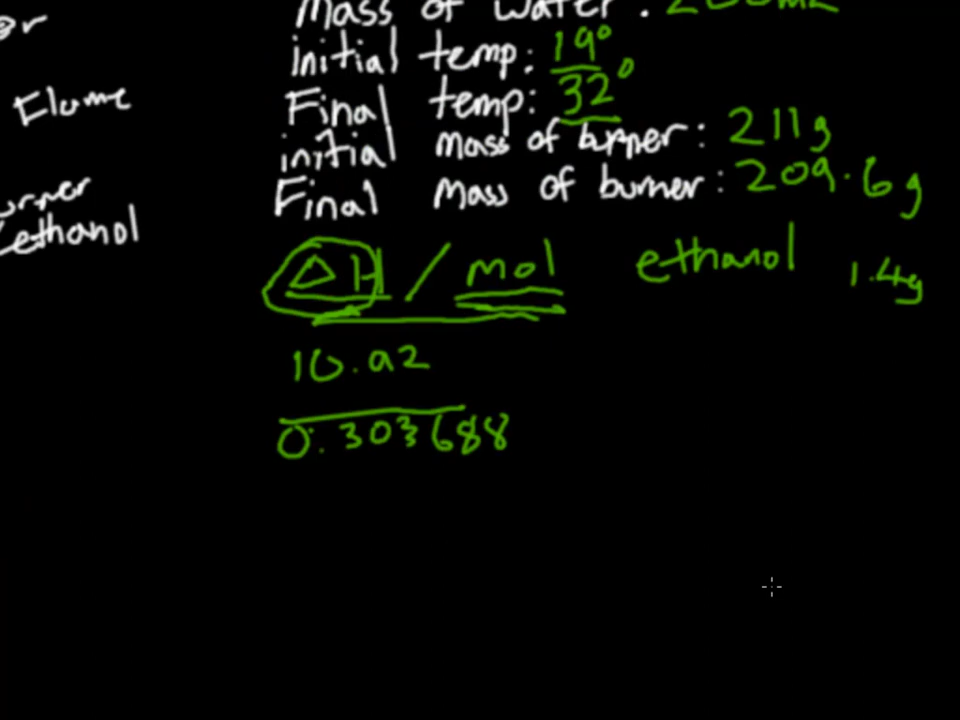 er
Mass of Water: 200mL
initial temp: 19°
Flame
Final temp: 32°
initial mass of burner: 211g
urner
Final Mass of burner: 209.6g
ethanol
ΔH / mol ethanol 1.4g
10.92
0.303688